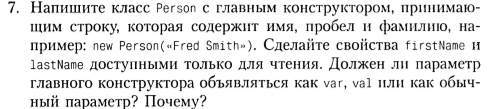 7. Напишите класс Person с главным конструктором, принимаю-
щим строку, которая содержит имя, пробел и фамилию, на-
пример: new Person(«Fred Smith»). Сделайте свойства firstName и
lastName доступными только для чтения. Должен ли параметр
главного конструктора объявляться как var, val или как обыч-
ный параметр? Почему?